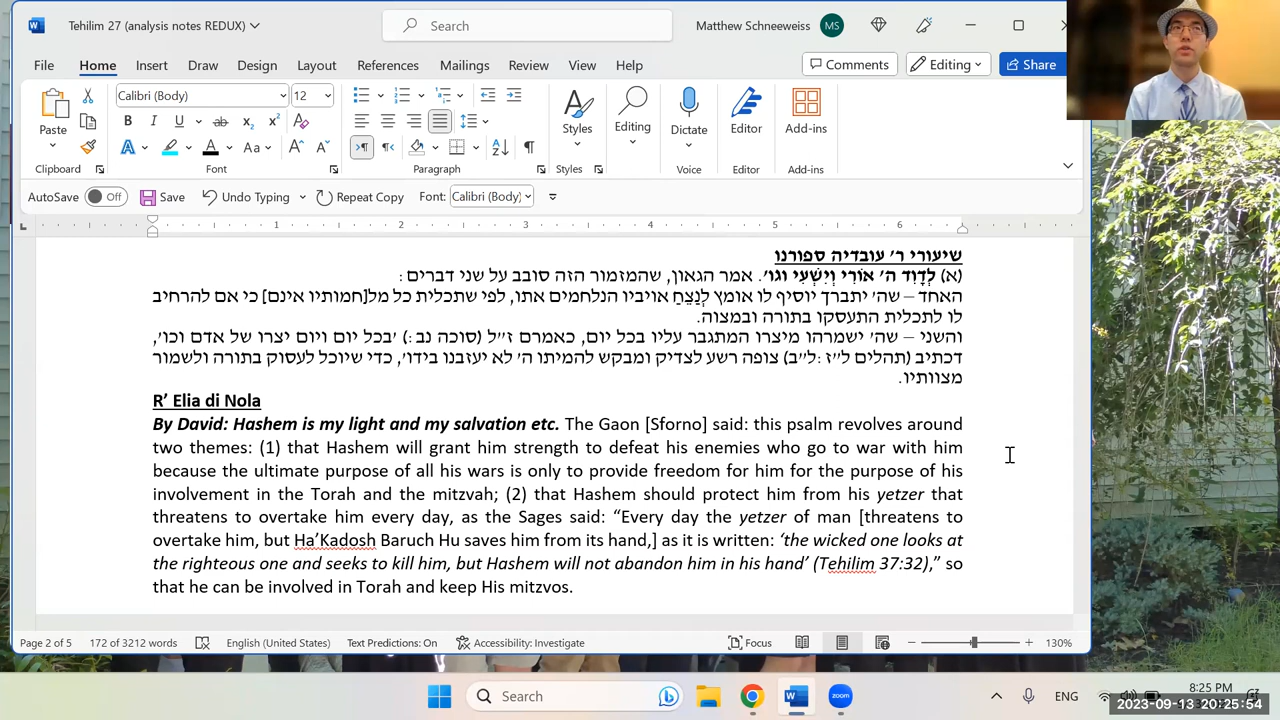 Tehilim 27 (analysis notes REDUX)
Search
Matthew Schneeweiss
MS
File Home Insert Draw Design Layout References Mailings Review View Help
Comments
Editing
Share
Calibri (Body) 12
Paste
Styles
Editing
Dictate
Editor
Add-ins
Clipboard Font Paragraph Styles Voice Editor Add-ins
AutoSave Off Save Undo Typing Repeat Copy Font: Calibri (Body)
1 2 3 4 5 6
שיעורי ר׳ עובדיה ספורנו
(א) לְדָוִד ה׳ אוֹרִי וְיִשְׁעִי וגו׳. אמר הגאון, שהמזמור הזה סובב על שני דברים:
האחד – שה׳ יתברך יוסיף לו אומץ לְנַצֵּחַ אויביו הנלחמים אתו, לפי שתכלית כל מל[חמותיו אינם] כי אם להרחיב
לו לתכלית התעסקו בתורה ובמצוה.
והשני – שה׳ ישמרהו מיצרו המתגבר עליו בכל יום, כאמרם ז״ל (סוכה נב:) ׳בכל יום ויום יצרו של אדם וכו׳,
דכתיב (תהלים ל״ז:ל״ב) צופה רשע לצדיק ומבקש להמיתו ה׳ לא יעזבנו בידו׳, כדי שיוכל לעסוק בתורה ולשמור
מצוותיו.
R’ Elia di Nola
By David: Hashem is my light and my salvation etc. The Gaon [Sforno] said: this psalm revolves around
two themes: (1) that Hashem will grant him strength to defeat his enemies who go to war with him
because the ultimate purpose of all his wars is only to provide freedom for him for the purpose of his
involvement in the Torah and the mitzvah; (2) that Hashem should protect him from his yetzer that
threatens to overtake him every day, as the Sages said: “Every day the yetzer of man [threatens to
overtake him, but Ha’Kadosh Baruch Hu saves him from its hand,] as it is written: ‘the wicked one looks at
the righteous one and seeks to kill him, but Hashem will not abandon him in his hand’ (Tehilim 37:32),” so
that he can be involved in Torah and keep His mitzvos.
Page 2 of 5 172 of 3212 words English (United States) Text Predictions: On Accessibility: Investigate Focus 130%
Search
zoom
ENG
8:25 PM
2023-09-13 20:25:54